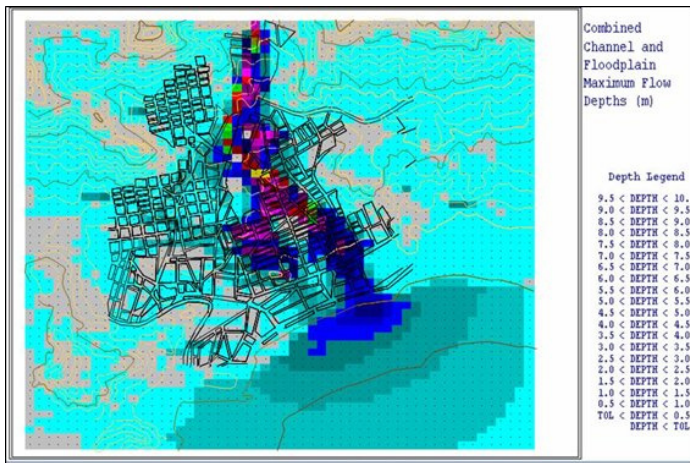 Combined
Channel and
Floodplain
Maximum Flow
Depths (m)
Depth Legend
9.5 < DEPTH < 10.
9.0 < DEPTH < 9.5
8.5 < DEPTH < 9.0
8.0 < DEPTH < 8.5
7.5 < DEPTH < 8.0
7.0 < DEPTH < 7.5
6.5 < DEPTH < 7.0
6.0 < DEPTH < 6.5
5.5 < DEPTH < 6.0
5.0 < DEPTH < 5.5
4.5 < DEPTH < 5.0
4.0 < DEPTH < 4.5
3.5 < DEPTH < 4.0
3.0 < DEPTH < 3.5
2.5 < DEPTH < 3.0
2.0 < DEPTH < 2.5
1.5 < DEPTH < 2.0
1.0 < DEPTH < 1.5
0.5 < DEPTH < 1.0
TOL < DEPTH < 0.5
DEPTH < TOL